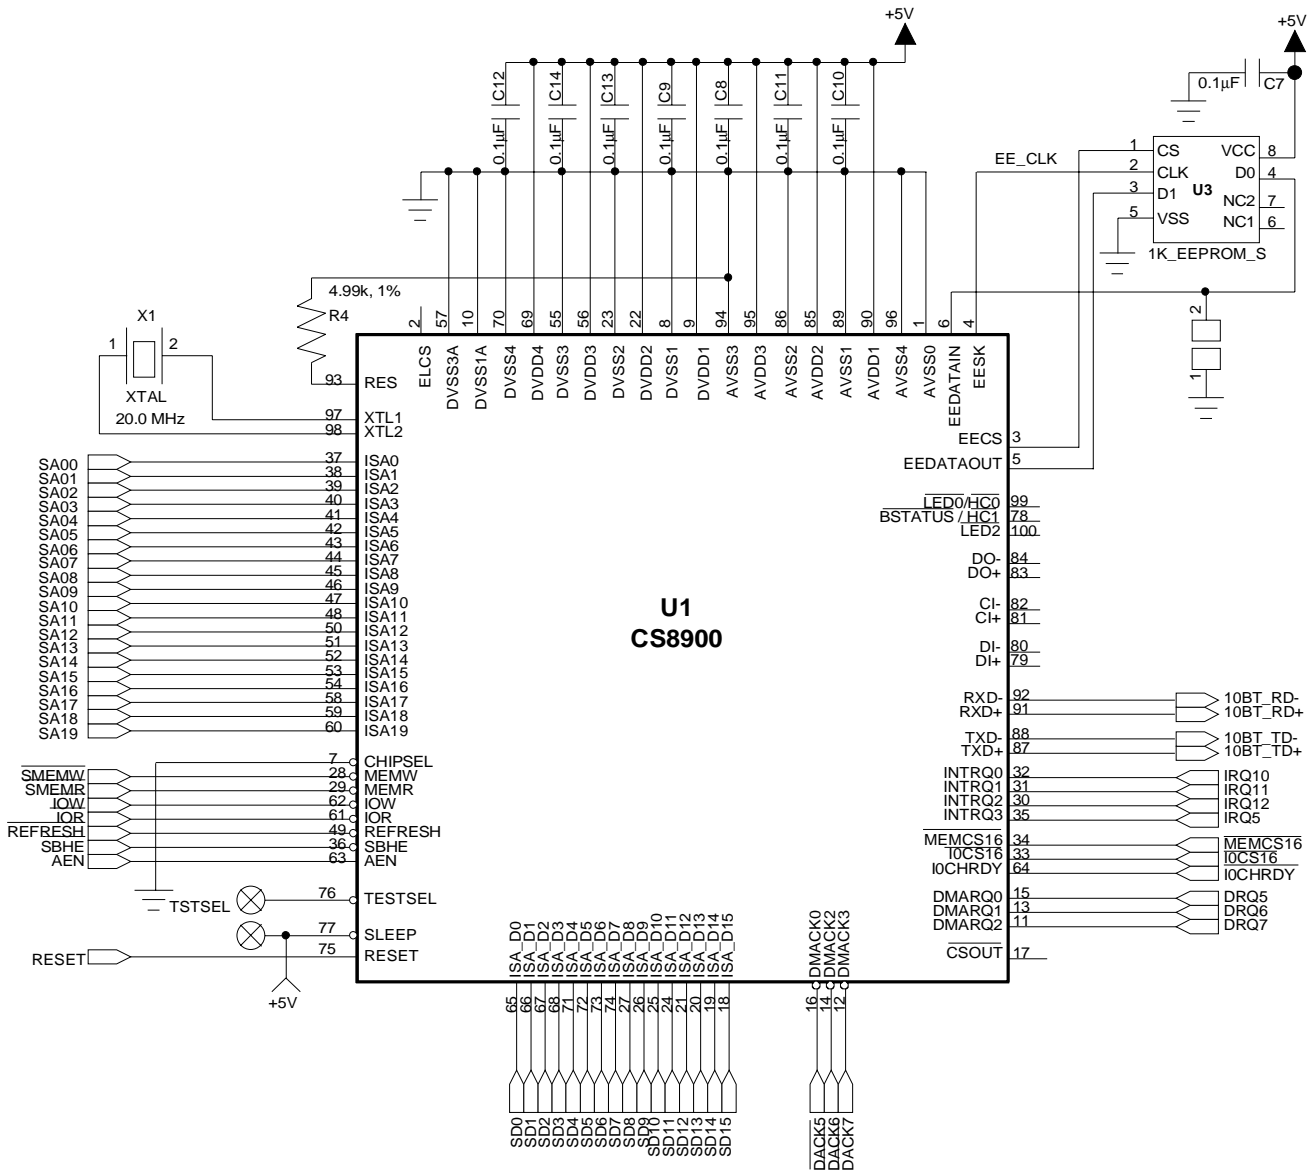 +5V
+5V
C12
C14
C13
C9
C8
C11
C10
0.1µF
0.1µF
0.1µF
0.1µF
0.1µF
0.1µF
0.1µF
0.1µF C7
EE_CLK
1 CS VCC 8
2 CLK D0 4
3 D1 U3
NC2 7
5 VSS NC1 6
1K_EEPROM_S
4.99k, 1%
R4
X1
1 2
XTAL
20.0 MHz
2
1
2 ELCS
57 DVSS3A
10 DVSS1A
70 DVSS4
69 DVDD4
55 DVSS3
56 DVDD3
23 DVSS2
22 DVDD2
8 DVSS1
9 DVDD1
94 AVSS3
95 AVDD3
86 AVSS2
85 AVDD2
89 AVSS1
90 AVDD1
96 AVSS4
1 AVSS0
6 EEDATAIN
4 EESK
93 RES
97 XTL1
98 XTL2
SA00 37 ISA0
SA01 38 ISA1
SA02 39 ISA2
SA03 40 ISA3
SA04 41 ISA4
SA05 42 ISA5
SA06 43 ISA6
SA07 44 ISA7
SA08 45 ISA8
SA09 46 ISA9
SA10 47 ISA10
SA11 48 ISA11
SA12 50 ISA12
SA13 51 ISA13
SA14 52 ISA14
SA15 53 ISA15
SA16 54 ISA16
SA17 58 ISA17
SA18 59 ISA18
SA19 60 ISA19
7 CHIPSEL
SMEMW 28 MEMW
SMEMR 29 MEMR
IOW 62 IOW
IOR 61 IOR
REFRESH 49 REFRESH
SBHE 36 SBHE
AEN 63 AEN
TSTSEL 76 TESTSEL
77 SLEEP
RESET 75 RESET
+5V
U1
CS8900
EECS 3
EEDATAOUT 5
LED0/HC0 99
BSTATUS / HC1 78
LED2 100
DO- 84
DO+ 83
CI- 82
CI+ 81
DI- 80
DI+ 79
RXD- 92 10BT_RD-
RXD+ 91 10BT_RD+
TXD- 88 10BT_TD-
TXD+ 87 10BT_TD+
INTRQ0 32 IRQ10
INTRQ1 31 IRQ11
INTRQ2 30 IRQ12
INTRQ3 35 IRQ5
MEMCS16 34 MEMCS16
I0CS16 33 I0CS16
I0CHRDY 64 I0CHRDY
DMARQ0 15 DRQ5
DMARQ1 13 DRQ6
DMARQ2 11 DRQ7
CSOUT 17
ISA_D0 65 SD0
ISA_D1 66 SD1
ISA_D2 67 SD2
ISA_D3 68 SD3
ISA_D4 71 SD4
ISA_D5 72 SD5
ISA_D6 73 SD6
ISA_D7 74 SD7
ISA_D8 27 SD8
ISA_D9 26 SD9
ISA_D10 25 SD10
ISA_D11 24 SD11
ISA_D12 21 SD12
ISA_D13 20 SD13
ISA_D14 19 SD14
ISA_D15 18 SD15
DMACK0 16 DACK5
DMACK2 14 DACK6
DMACK3 12 DACK7